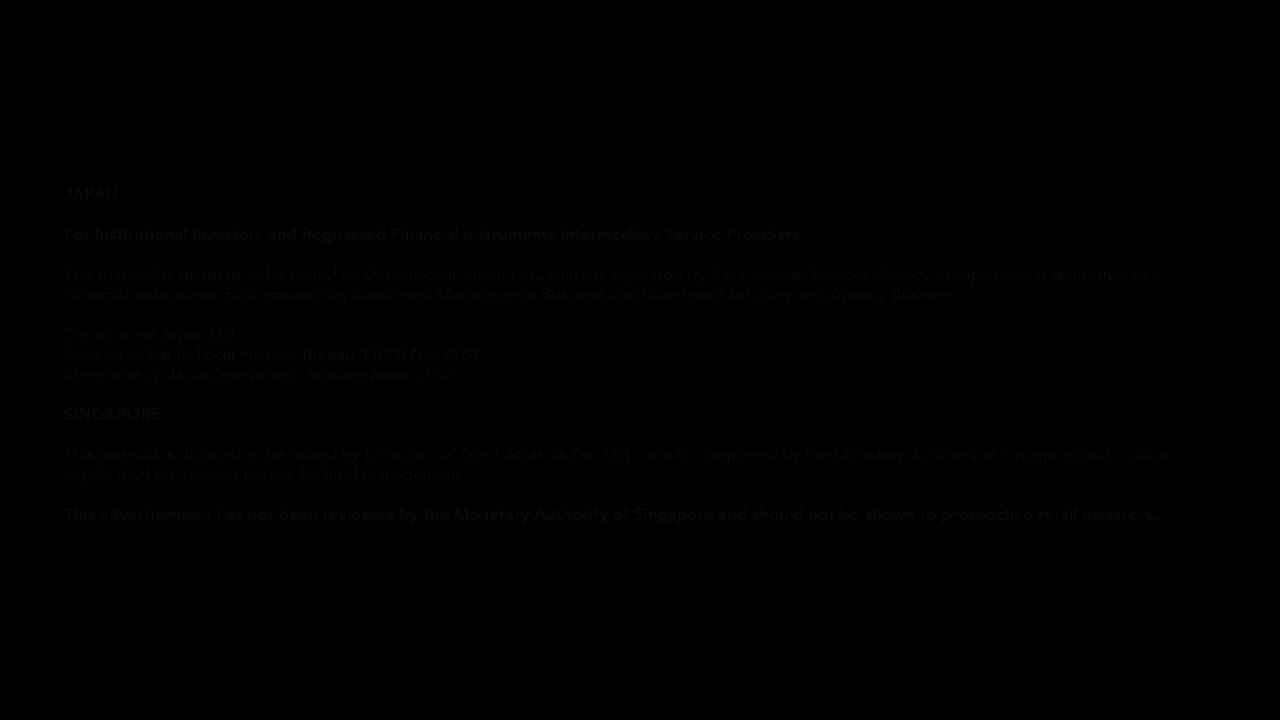 JAPAN
For Institutional Investors and Registered Financial Instruments Intermediary Service Providers.
This material is deemed to be issued by Dimensional Japan Ltd., which is regulated by the Financial Services Agency of Japan and is registered as a
Financial Instruments Firm conducting Investment Management Business and Investment Advisory and Agency Business.
Dimensional Japan Ltd.
Director of Kanto Local Finance Bureau (FIBO) No. 2683
Membership: Japan Investment Advisers Association
SINGAPORE
This material is deemed to be issued by Dimensional Fund Advisors Pte. Ltd., which is regulated by the Monetary Authority of Singapore and holds a
capital markets services license for fund management.
This advertisement has not been reviewed by the Monetary Authority of Singapore and should not be shown to prospective retail investors.